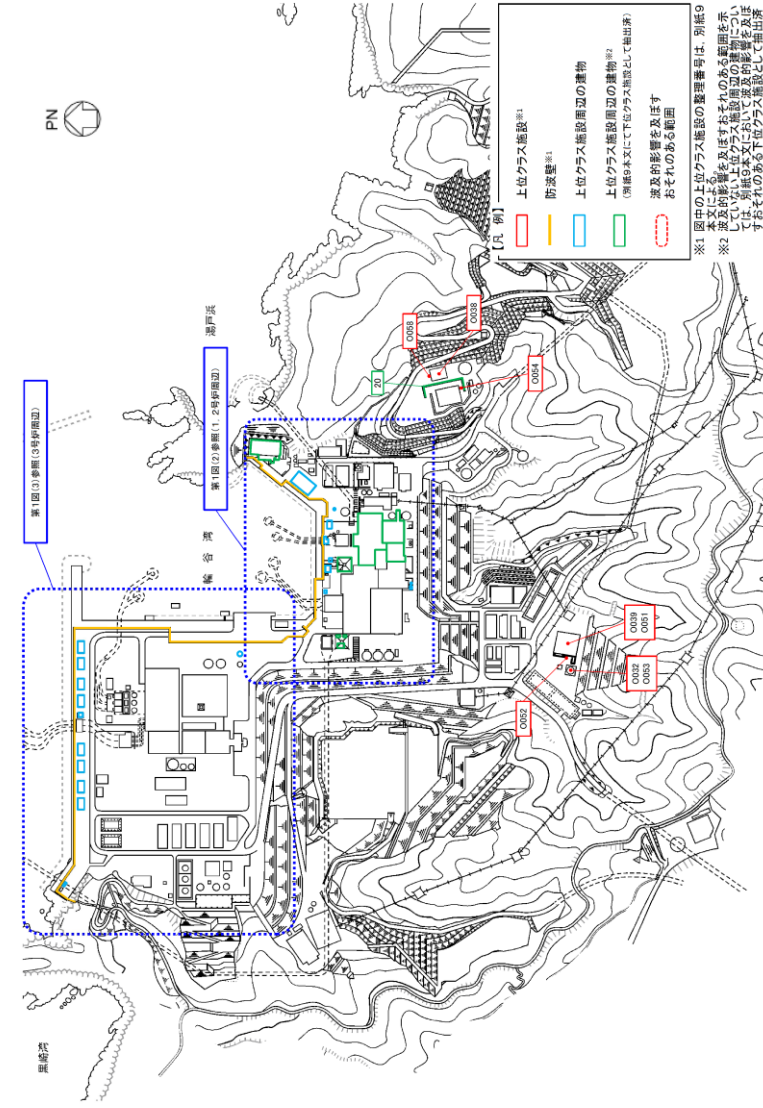 PN
第1図(3)参照(3号炉周辺)
第1図(2)参照(1,2号炉周辺)
黒崎湾
輪谷湾
湯戸浜
20
O058
O038
O054
O052
O039
O051
O032
O053
【凡 例】
上位クラス施設※1
防波壁※1
上位クラス施設周辺の建物
上位クラス施設周辺の建物※2
(別紙9本文にて下位クラス施設として抽出済)
波及的影響を及ぼす
おそれのある範囲
※1 図中の上位クラス施設の整理番号は,別紙9
本文による。
※2 波及的影響を及ぼすおそれのある範囲を示
していない上位クラス施設周辺の建物につい
ては,別紙9本文において波及的影響を及ぼ
すおそれのある下位クラス施設として抽出済